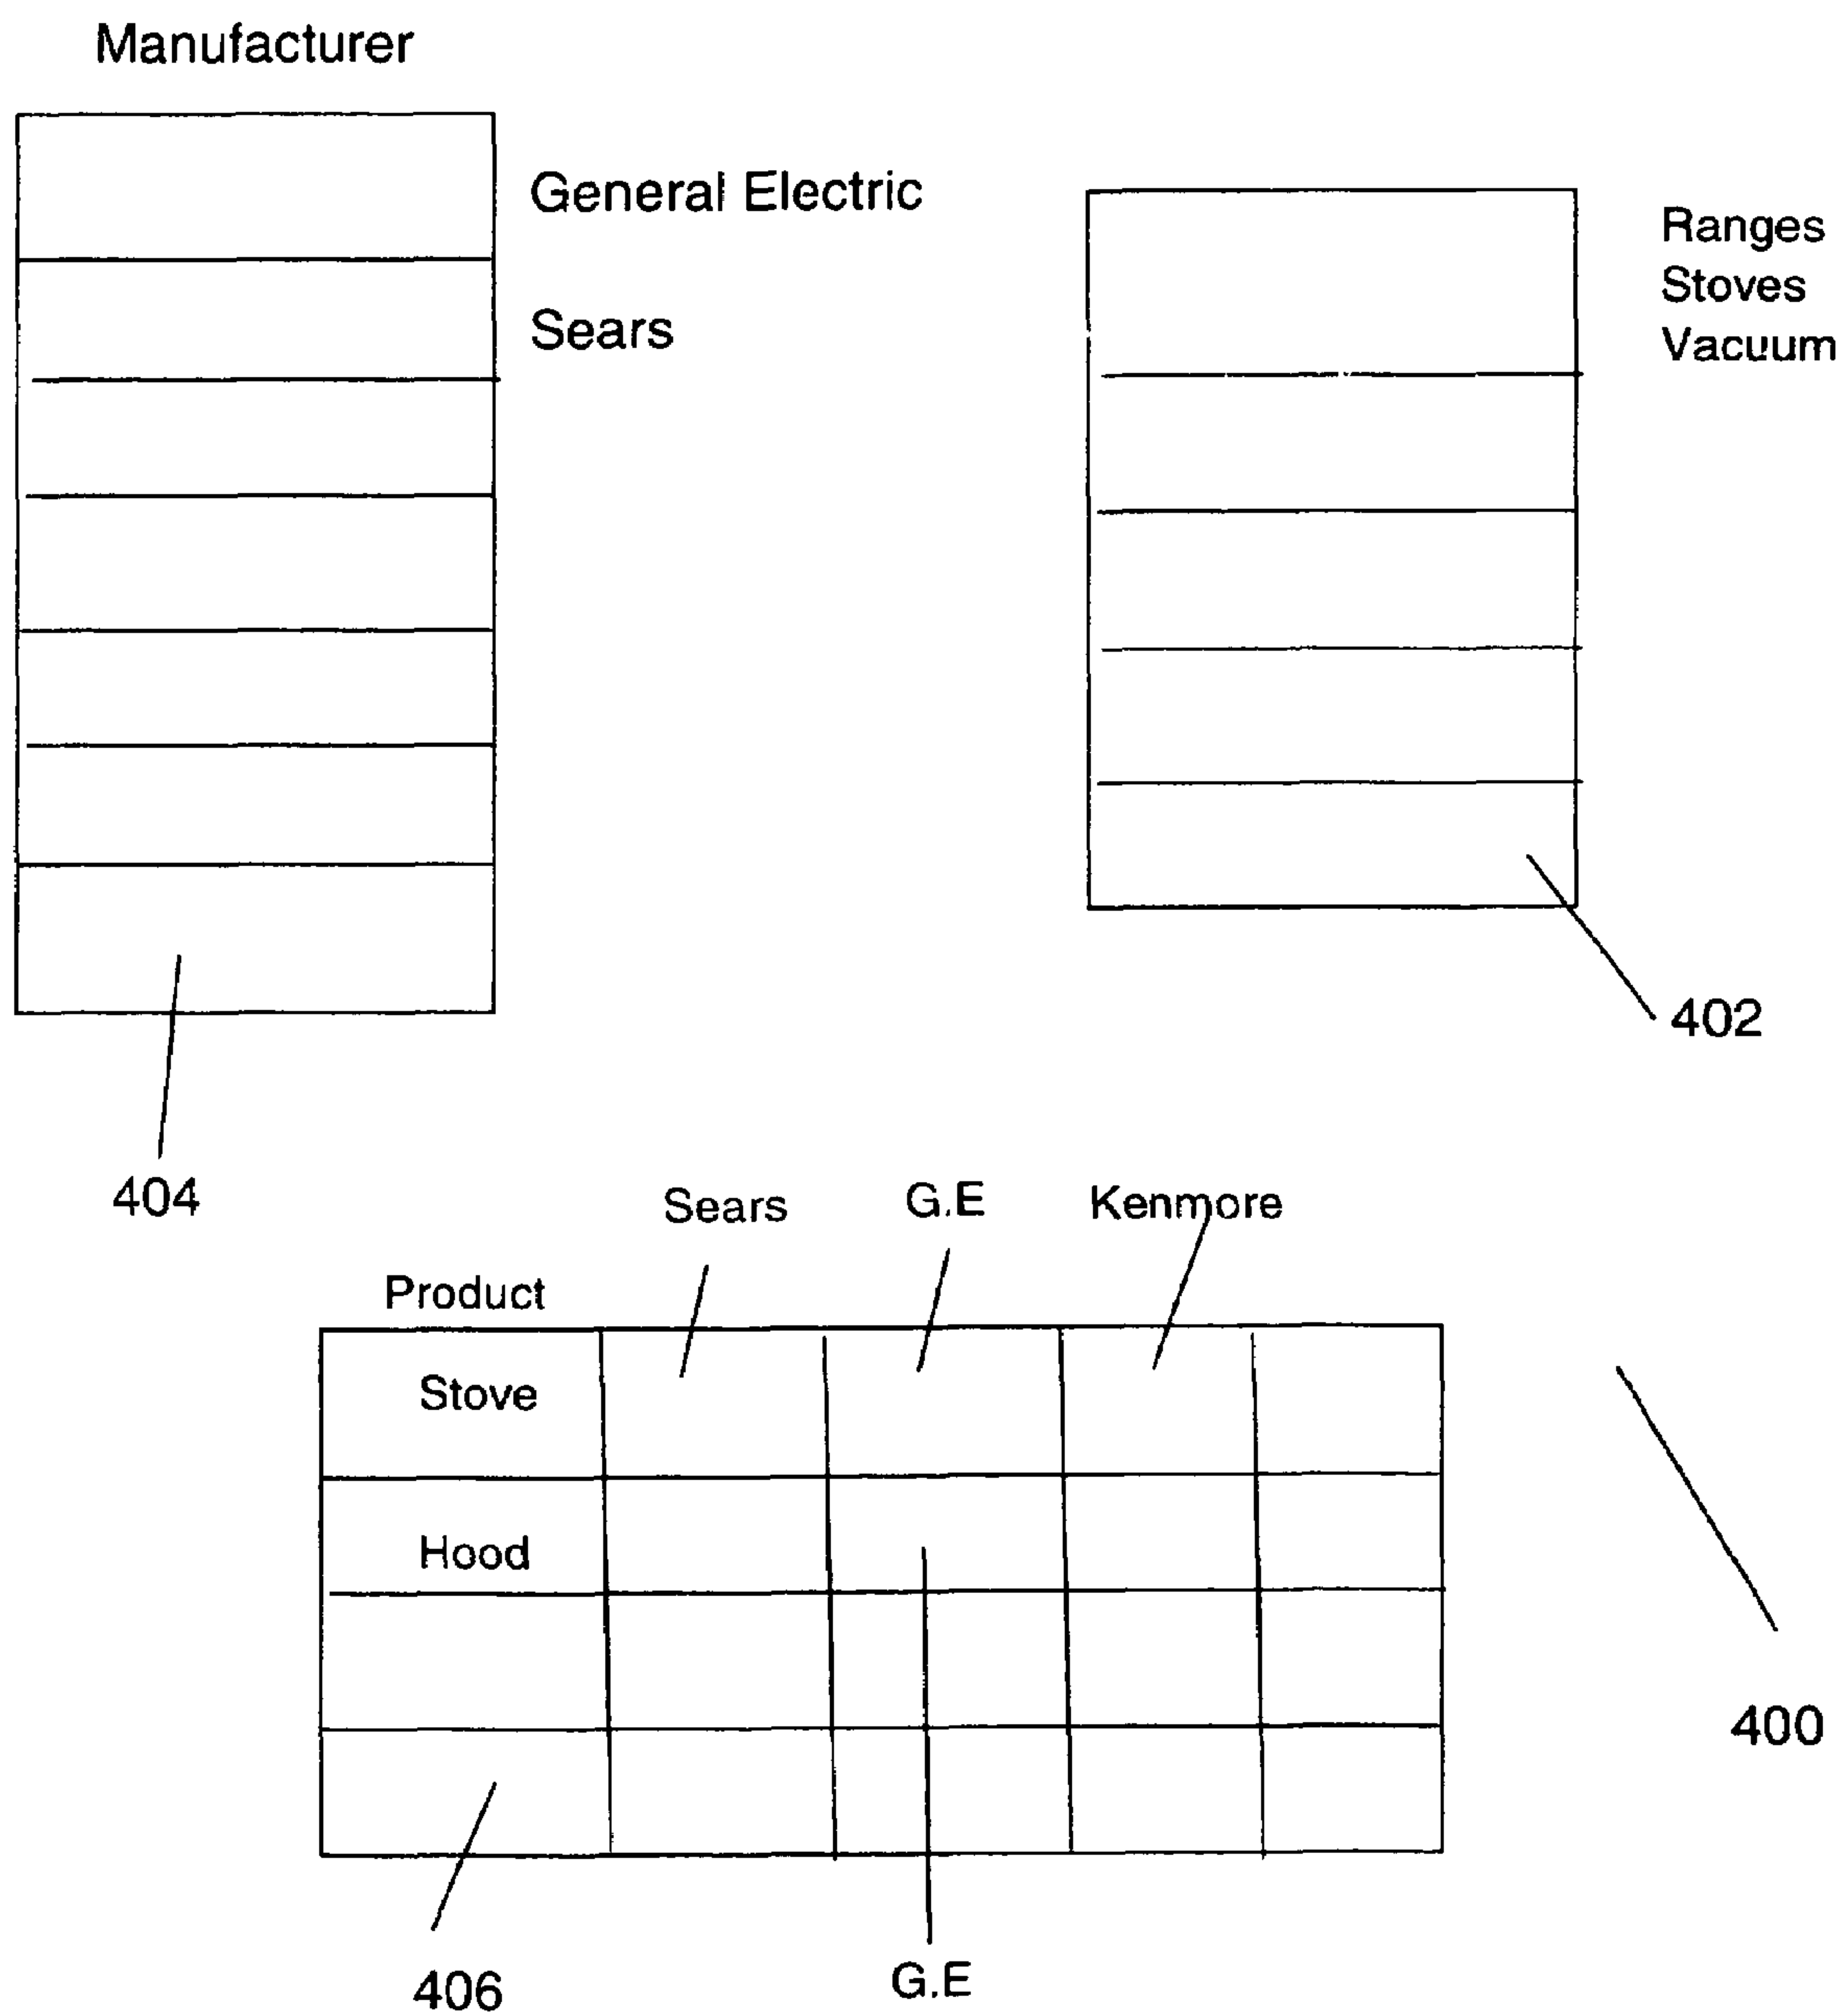 Manufacturer
General Electric
Sears
Ranges
Stoves
Vacuum
402
404
Sears
G.E
Kenmore
Product
Stove
Hood
400
406
G.E